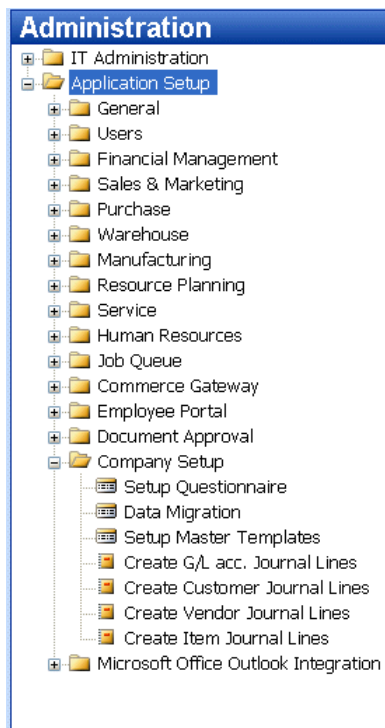 Administration
IT Administration
Application Setup
General
Users
Financial Management
Sales & Marketing
Purchase
Warehouse
Manufacturing
Resource Planning
Service
Human Resources
Job Queue
Commerce Gateway
Employee Portal
Document Approval
Company Setup
Setup Questionnaire
Data Migration
Setup Master Templates
Create G/L acc. Journal Lines
Create Customer Journal Lines
Create Vendor Journal Lines
Create Item Journal Lines
Microsoft Office Outlook Integration